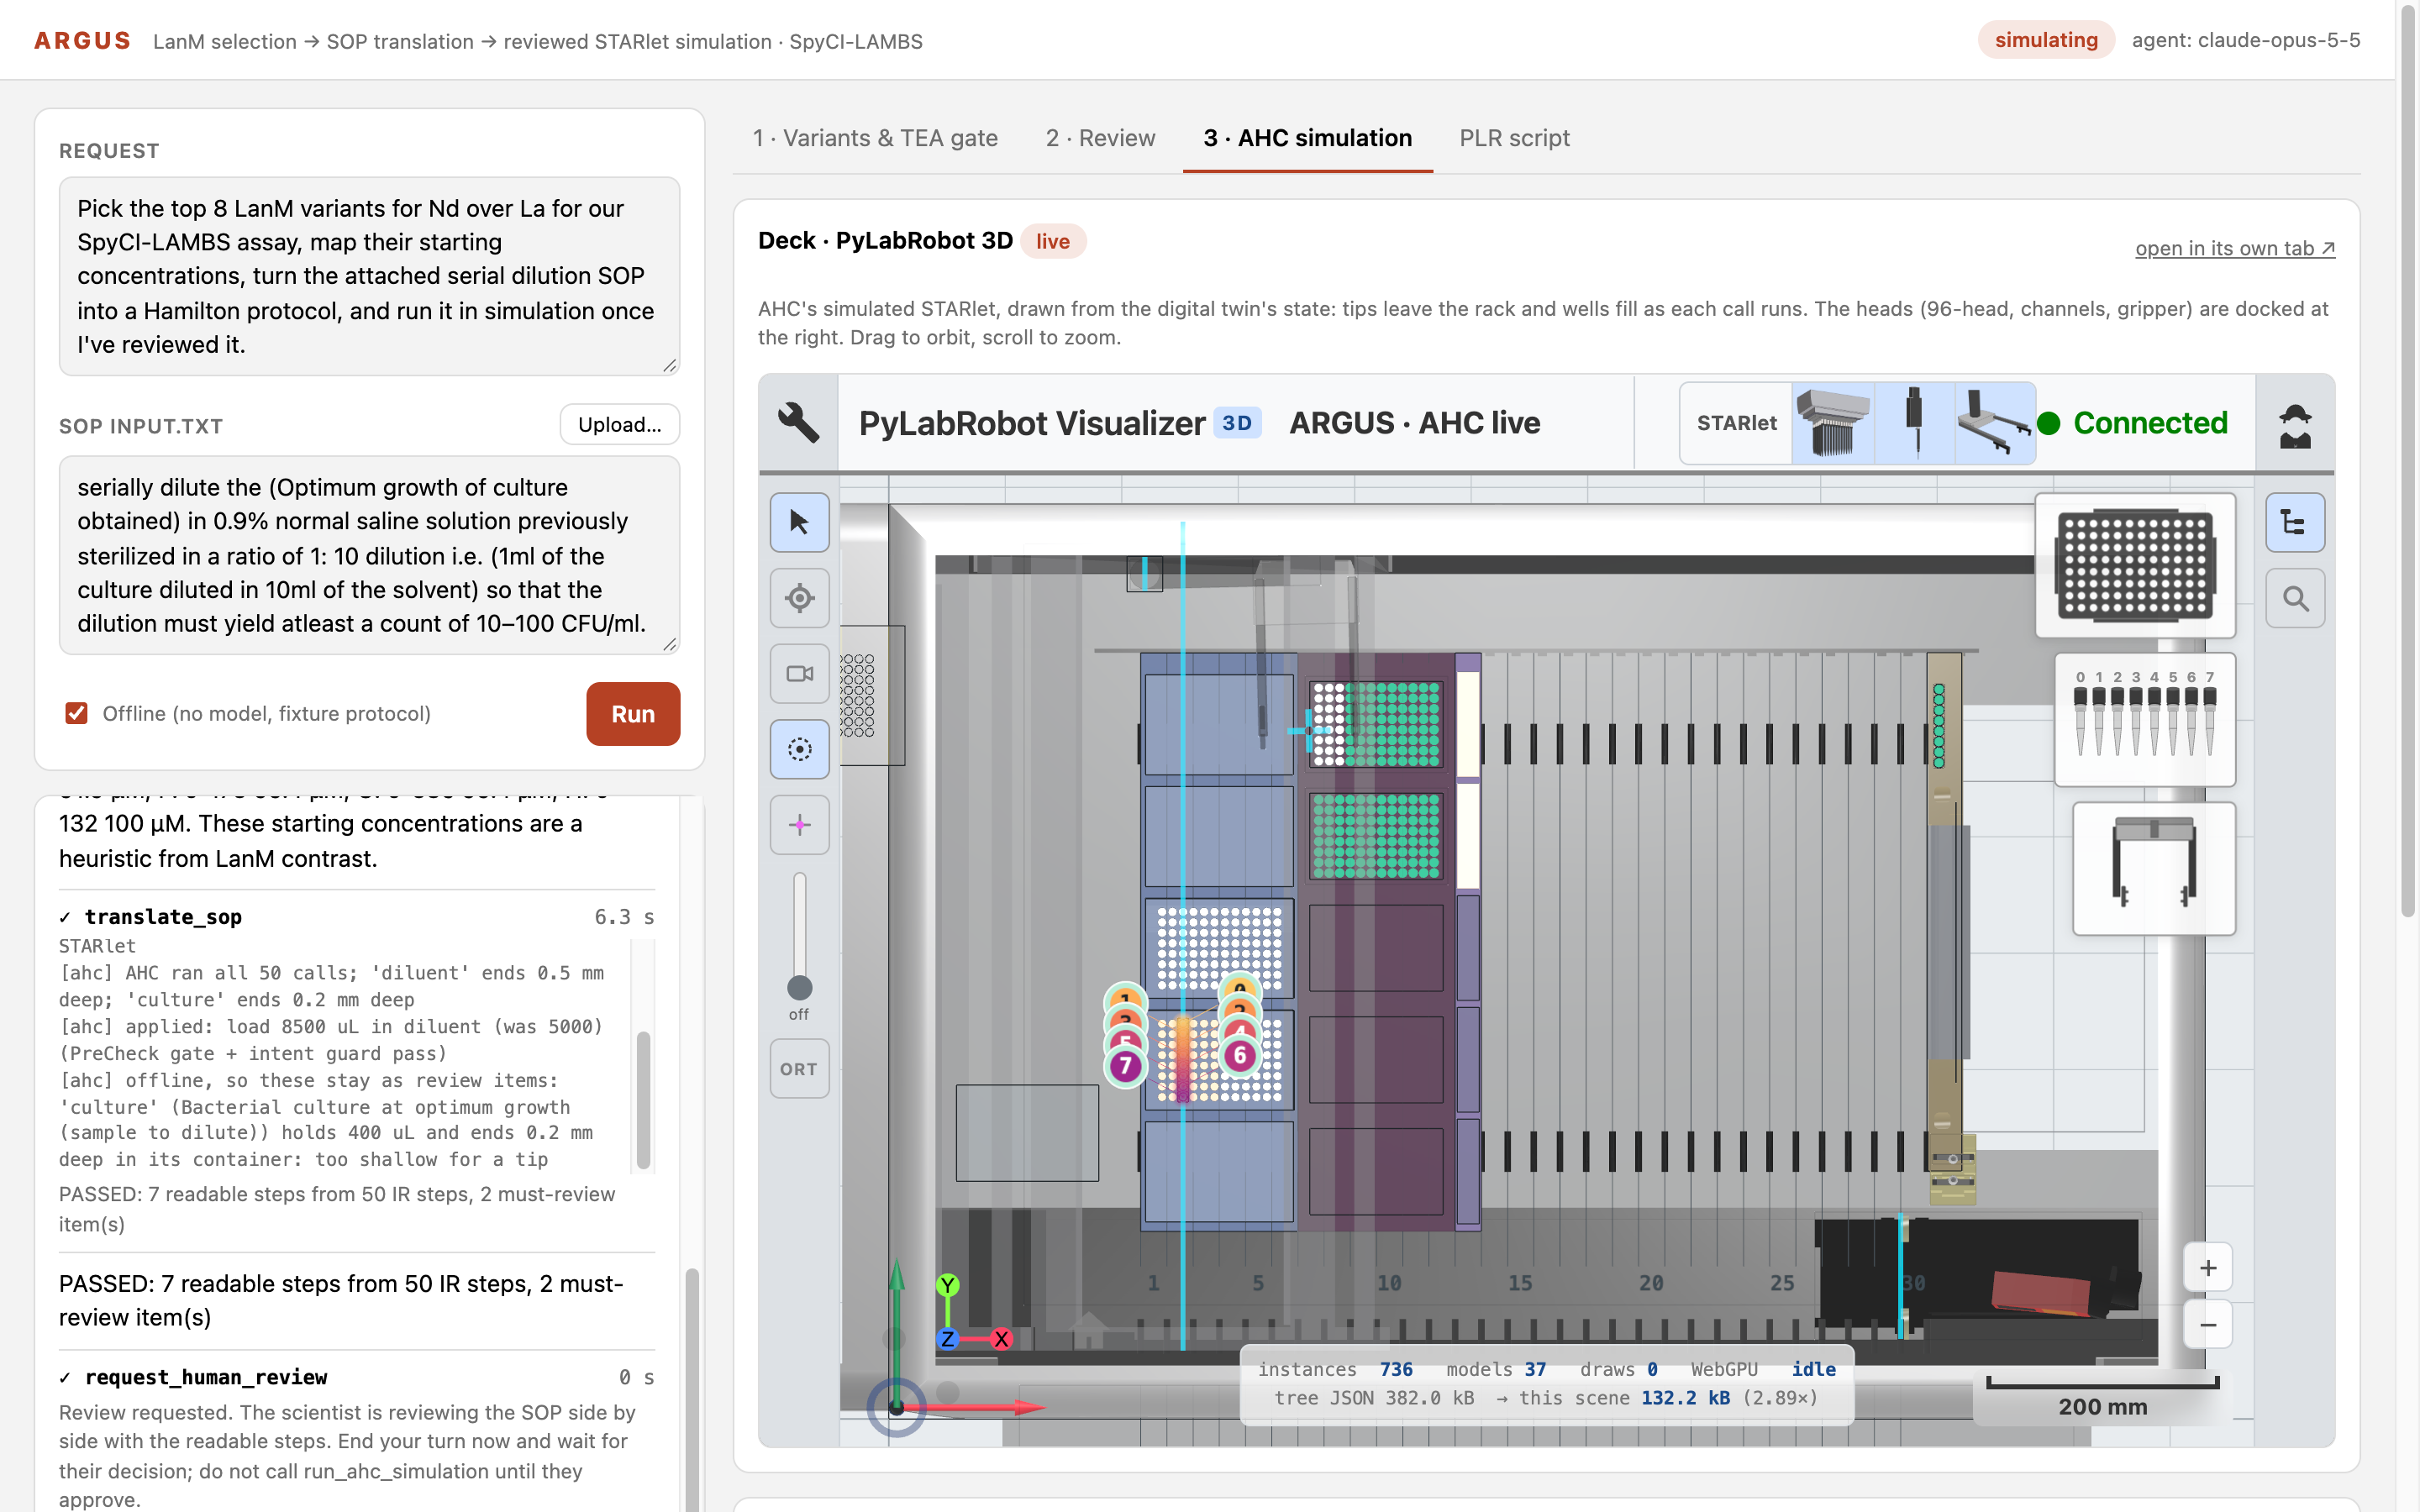 ARGUS LanM selection → SOP translation → reviewed STARlet simulation · SpyCI-LAMBS
simulating agent: claude-opus-5-5
REQUEST
Pick the top 8 LanM variants for Nd over La for our
SpyCI-LAMBS assay, map their starting
concentrations, turn the attached serial dilution SOP
into a Hamilton protocol, and run it in simulation once
I've reviewed it.
SOP INPUT.TXT
Upload...
serially dilute the (Optimum growth of culture
obtained) in 0.9% normal saline solution previously
sterilized in a ratio of 1: 10 dilution i.e. (1ml of the
culture diluted in 10ml of the solvent) so that the
dilution must yield atleast a count of 10–100 CFU/ml.
Offline (no model, fixture protocol)
Run
132 100 µM. These starting concentrations are a
heuristic from LanM contrast.
✓ translate_sop 6.3 s
STARlet
[ahc] AHC ran all 50 calls; 'diluent' ends 0.5 mm
deep; 'culture' ends 0.2 mm deep
[ahc] applied: load 8500 uL in diluent (was 5000)
(PreCheck gate + intent guard pass)
[ahc] offline, so these stay as review items:
'culture' (Bacterial culture at optimum growth
(sample to dilute)) holds 400 uL and ends 0.2 mm
deep in its container: too shallow for a tip
PASSED: 7 readable steps from 50 IR steps, 2 must-review
item(s)
PASSED: 7 readable steps from 50 IR steps, 2 must-
review item(s)
✓ request_human_review 0 s
Review requested. The scientist is reviewing the SOP side by
side with the readable steps. End your turn now and wait for
their decision; do not call run_ahc_simulation until they
approve.
1 · Variants & TEA gate 2 · Review 3 · AHC simulation PLR script
Deck · PyLabRobot 3D live
open in its own tab ↗
AHC's simulated STARlet, drawn from the digital twin's state: tips leave the rack and wells fill as each call runs. The heads (96-head, channels, gripper) are docked at
the right. Drag to orbit, scroll to zoom.
PyLabRobot Visualizer 3D ARGUS · AHC live
STARlet
Connected
off
ORT
0 1 2 3 4 5 6 7
1 0
3 2
5 4
7 6
1 5 10 15 20 25 30
Y
Z X
+
−
instances 736 models 37 draws 0 WebGPU idle
tree JSON 382.0 kB → this scene 132.2 kB (2.89×)
200 mm